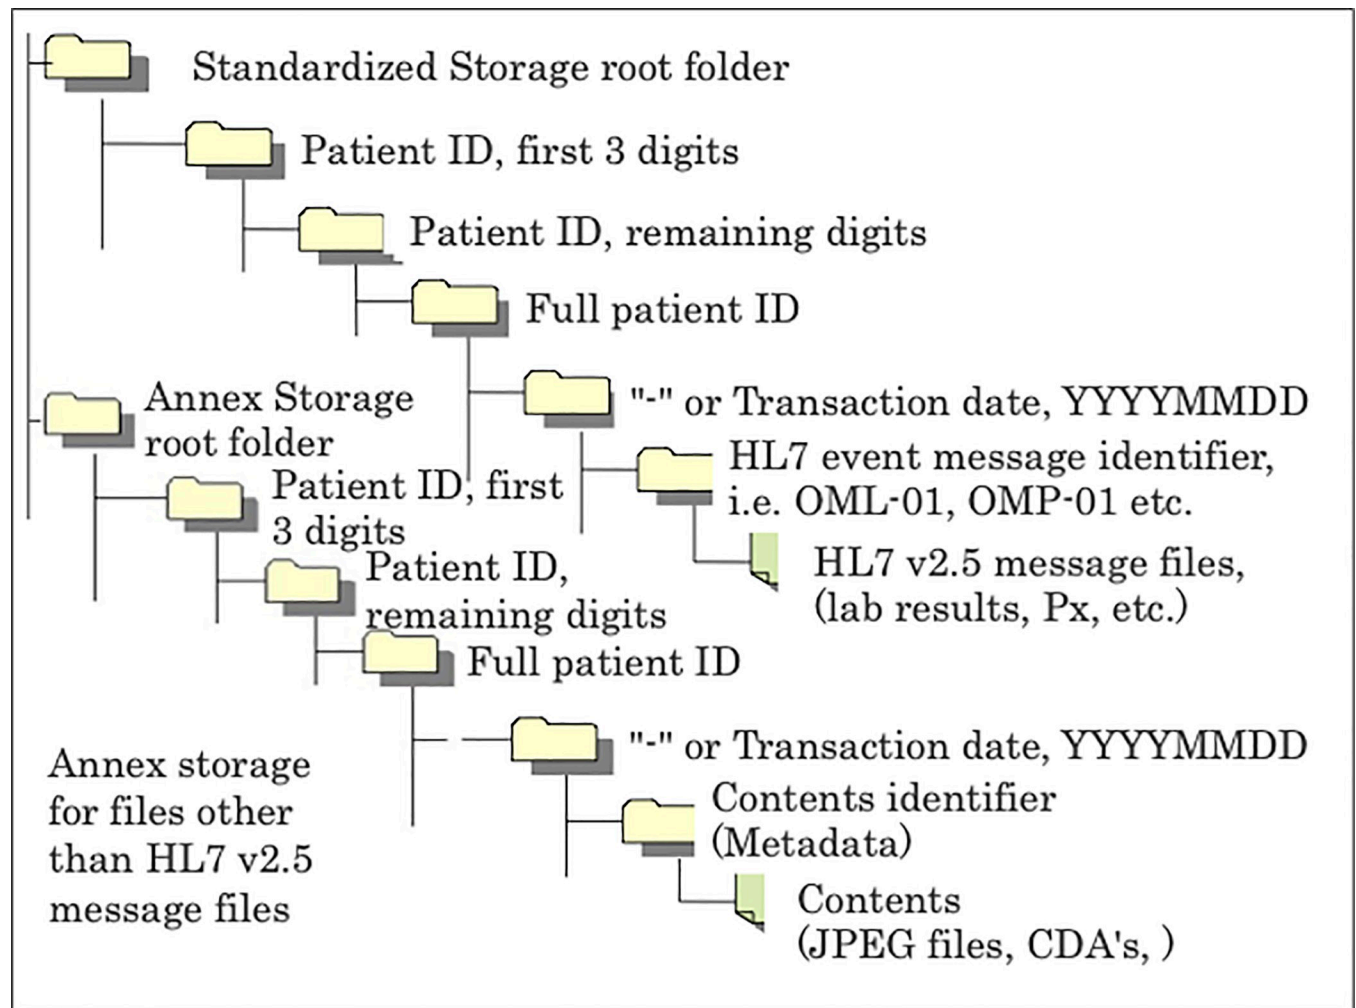 Standardized Storage root folder
Patient ID, first 3 digits
Patient ID, remaining digits
Full patient ID
"-" or Transaction date, YYYYMMDD
HL7 event message identifier,
i.e. OML-01, OMP-01 etc.
HL7 v2.5 message files,
(lab results, Px, etc.)
Annex Storage
root folder
Patient ID, first
3 digits
Patient ID,
remaining digits
Full patient ID
"-" or Transaction date, YYYYMMDD
Contents identifier
(Metadata)
Contents
(JPEG files, CDA's, )
Annex storage
for files other
than HL7 v2.5
message files